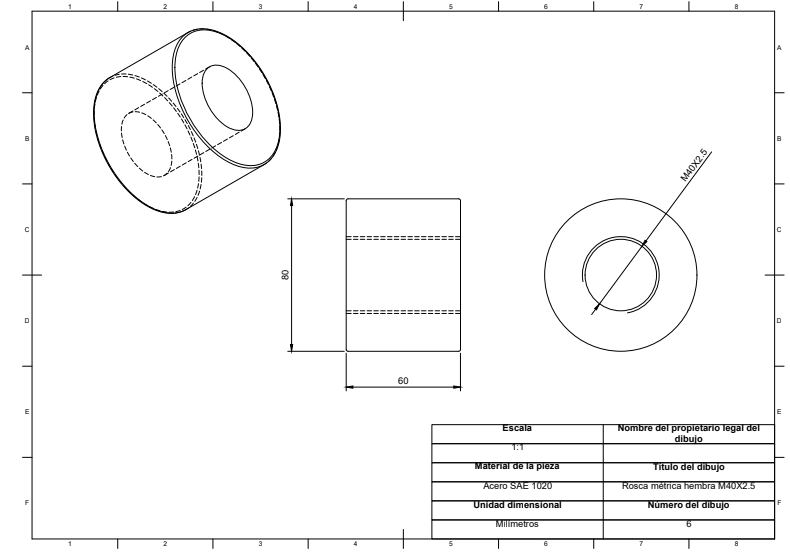 1 2 3 4 5 6 7 8
A A
B B
M40X2.5
C C
80
D D
60
E E
Escala Nombre del propietario legal del
dibujo
1:1
Material de la pieza Título del dibujo
Acero SAE 1020 Rosca métrica hembra M40X2.5
F F
Unidad dimensional Número del dibujo
Milímetros 6
1 2 3 4 5 6 7 8